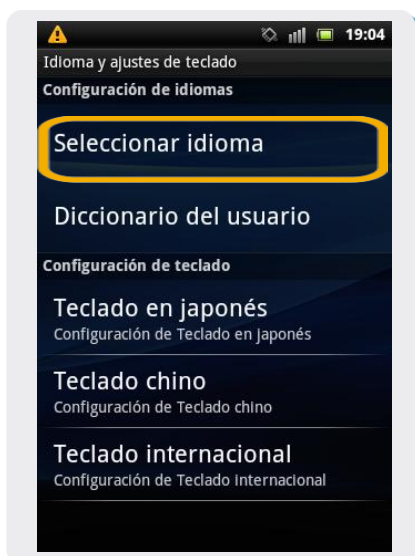 19:04
Idioma y ajustes de teclado
Configuración de idiomas
Seleccionar idioma
Diccionario del usuario
Configuración de teclado
Teclado en japonés
Configuración de Teclado en japonés
Teclado chino
Configuración de Teclado chino
Teclado internacional
Configuración de Teclado internacional